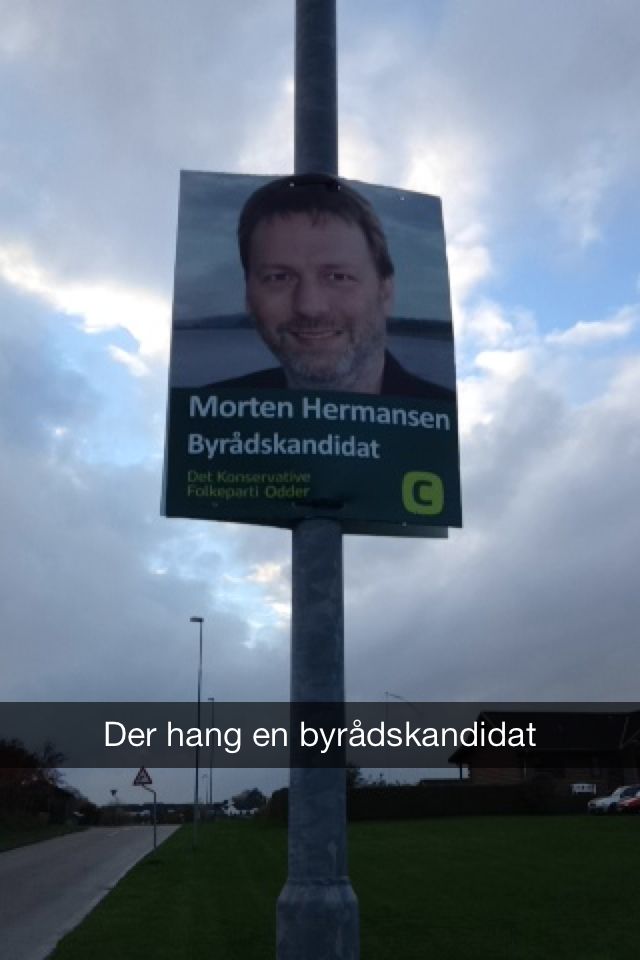 Morten Hermansen
Byrådskandidat
Det Konservative
Folkeparti Odder
C
Der hang en byrådskandidat